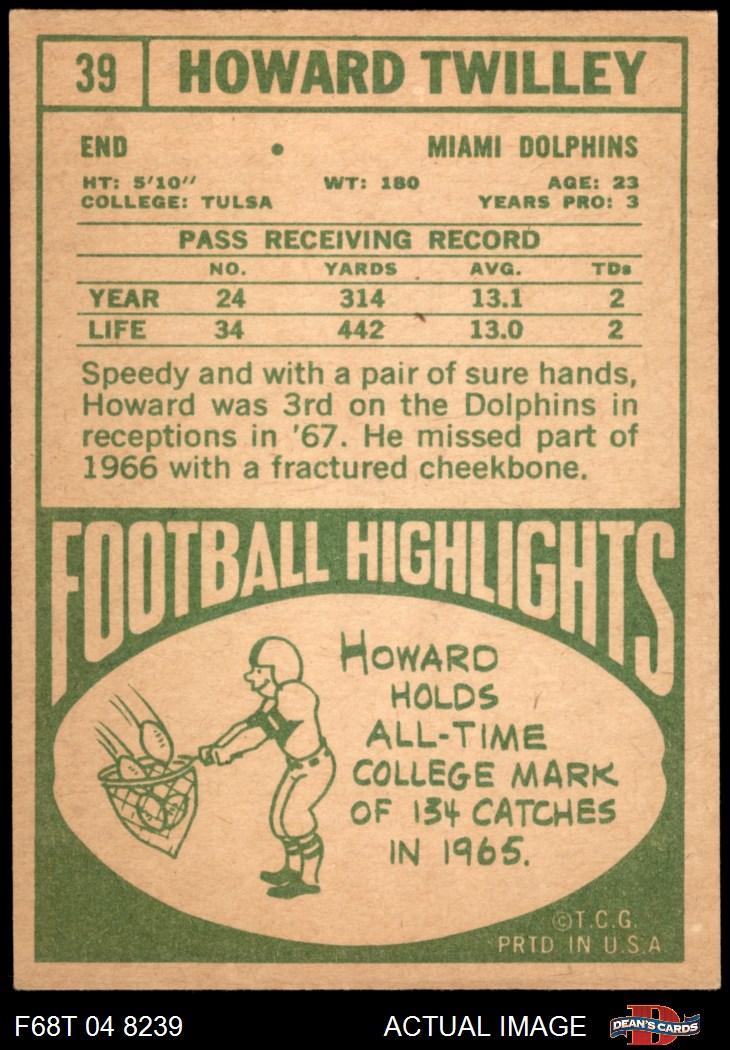 39 HOWARD TWILLEY
END • MIAMI DOLPHINS
HT: 5'10" WT: 180 AGE: 23
COLLEGE: TULSA YEARS PRO: 3
PASS RECEIVING RECORD
NO. YARDS AVG. TDs
YEAR 24 314 13.1 2
LIFE 34 442 13.0 2
Speedy and with a pair of sure hands,
Howard was 3rd on the Dolphins in
receptions in '67. He missed part of
1966 with a fractured cheekbone.
FOOTBALL HIGHLIGHTS
HOWARD
HOLDS
ALL-TIME
COLLEGE MARK
OF 134 CATCHES
IN 1965.
©T.C.G.
PRTD IN U.S.A
F68T 04 8239 ACTUAL IMAGE
D
DEAN'S CARDS